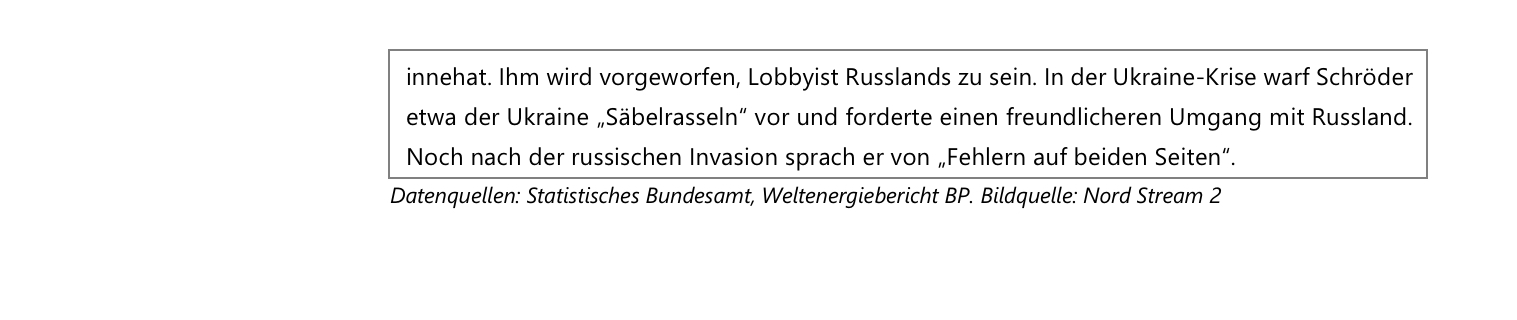 innehat. Ihm wird vorgeworfen, Lobbyist Russlands zu sein. In der Ukraine-Krise warf Schröder
etwa der Ukraine „Säbelrasseln“ vor und forderte einen freundlicheren Umgang mit Russland.
Noch nach der russischen Invasion sprach er von „Fehlern auf beiden Seiten“.
Datenquellen: Statistisches Bundesamt, Weltenergiebericht BP. Bildquelle: Nord Stream 2